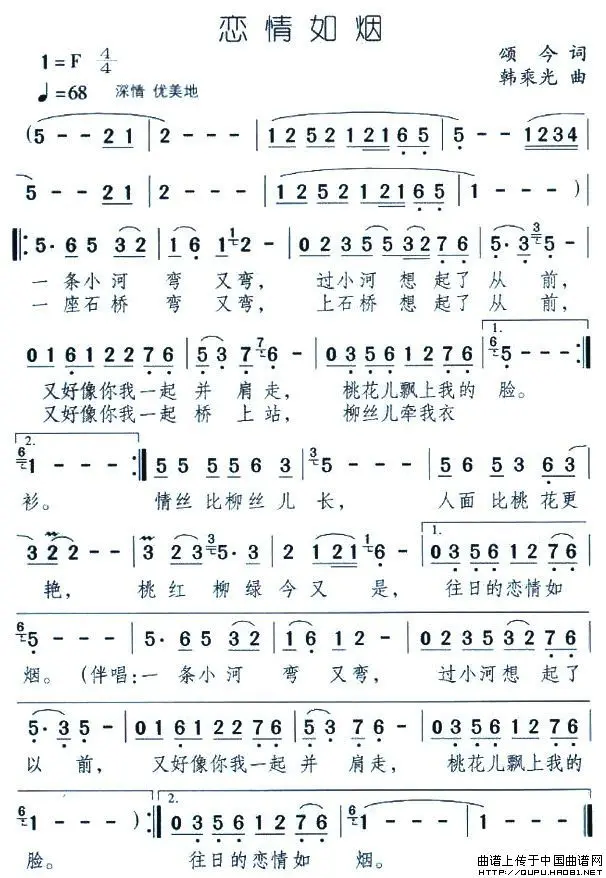 恋情如烟
1=F 4/4
颂今 词
♩=68 深情 优美地
韩乘光 曲
(5 - - 21 | 2 - - - | 1 2 5 2 1 2 1 6 5 | 5 - - 1234 |
5 - - 21 | 2 - - - | 1 2 5 2 1 2 1 6 5 | 1 - - - )
‖: 5· 6 5 3 2 | 1 6 1 2 - | 0 2 3 5 5 3 2 7 6 | 5· 3 5 - |
一条小河 弯 又弯， 过小河 想起了从 前，
一座石桥 弯 又弯， 上石桥 想起了从 前，
0 1 6 1 2 2 7 6 | 5 3 7 6 - | 0 3 5 6 1 2 7 6 | 1. 5 - - - :‖
又好像你我一起 并 肩走， 桃花儿飘上我的 脸。
又好像你我一起 桥 上站， 柳丝儿牵我衣
2. 1 - - - :‖ 5 5 5 5 6 3 | 5 - - - | 5 6 5 3 6 3 |
衫。 情丝比柳丝儿长， 人面 比桃花更
3 2 2 - - | 3 2 3 5· 3 | 2 1 2 1 6 - | 1. 0 3 5 6 1 2 7 6 |
艳， 桃红 柳绿今又 是， 往日的恋情如
5 - - - | 5· 6 5 3 2 | 1 6 1 2 - | 0 2 3 5 3 2 7 6 |
烟。（伴唱：一条小河 弯 又弯， 过小河想起了
5· 3 5 - | 0 1 6 1 2 2 7 6 | 5 3 7 6 - | 0 3 5 6 1 2 7 6 |
以 前， 又好像你我一起 并 肩走， 桃花儿飘上我的
1 - - - ) :‖ 2. 0 3 5 6 1 2 7 6 | 1 - - - | 1 - - - ‖
脸。 往日的恋情如 烟。
曲谱上传于中国曲谱网
HTTP://QUPU.HAO81.NET